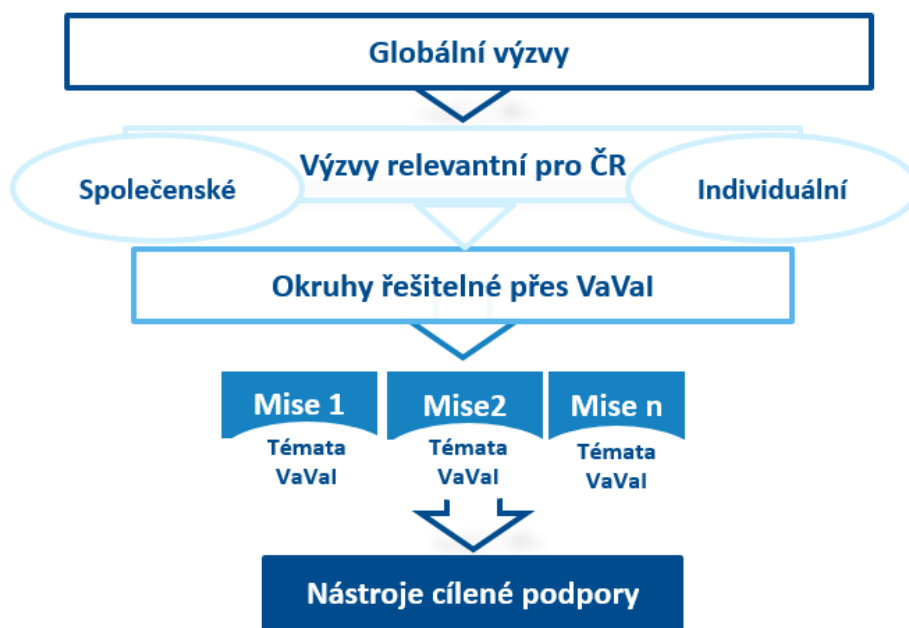 Globální výzvy
Výzvy relevantní pro ČR
Společenské
Individuální
Okruhy řešitelné přes VaVaI
Mise 1
Mise2
Mise n
Témata
VaVaI
Témata
VaVaI
Témata
VaVaI
Nástroje cílené podpory